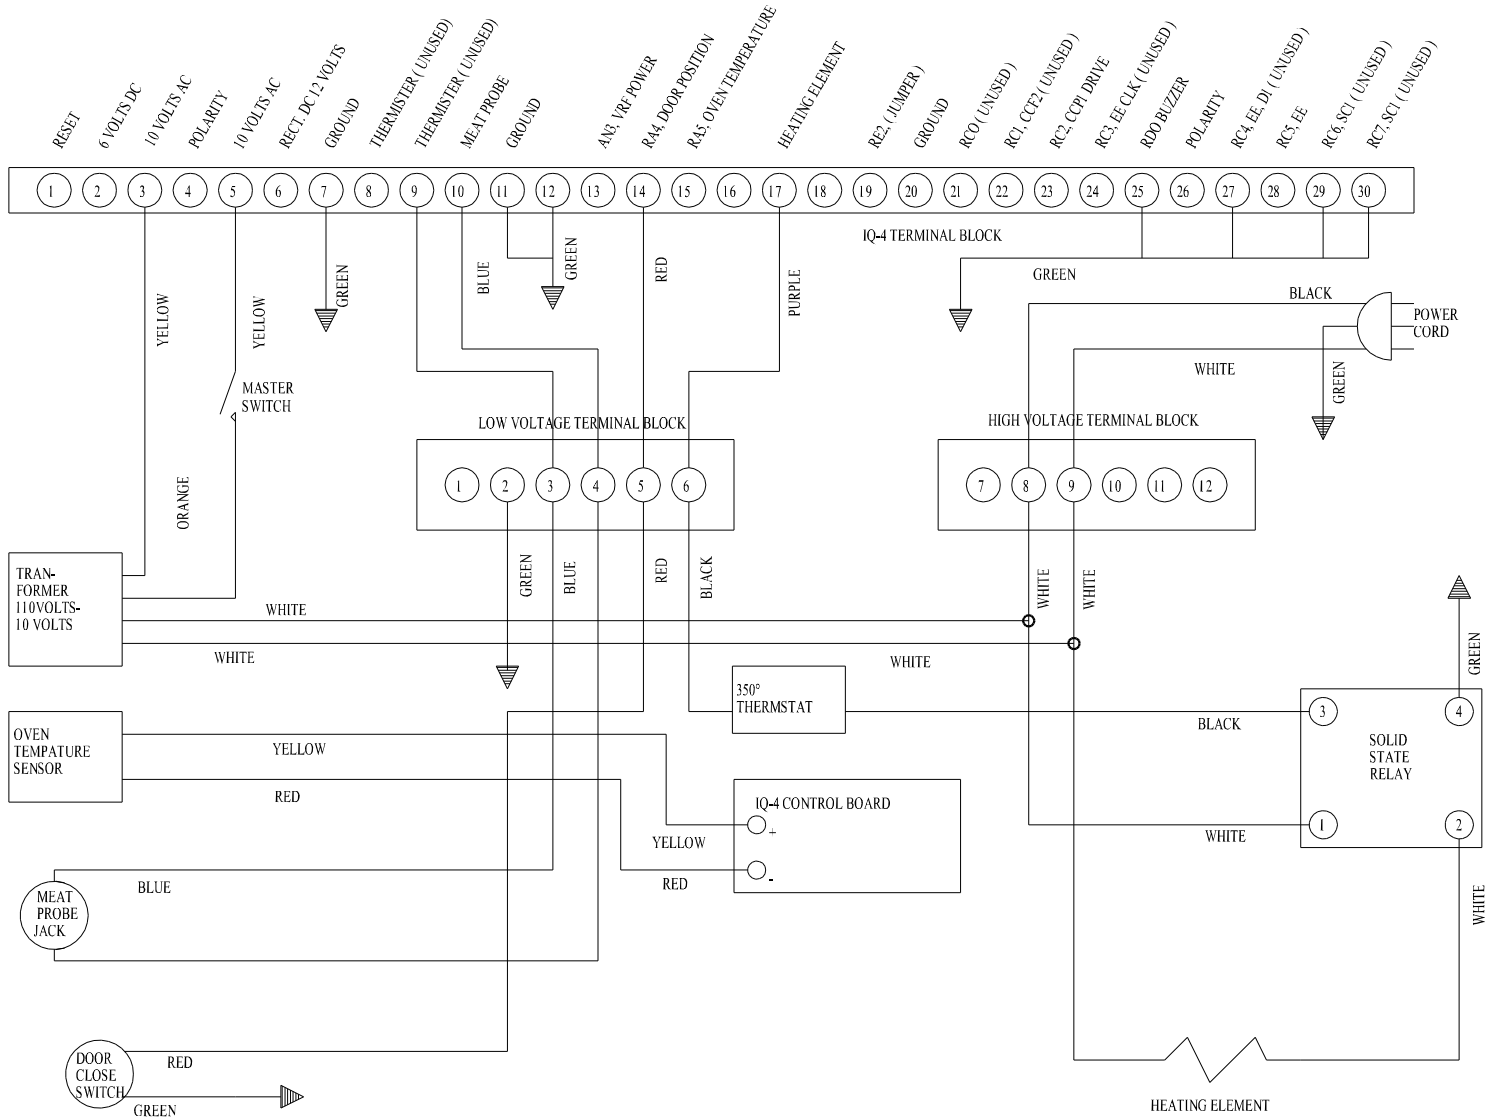 RESET
6 VOLTS DC
10 VOLTS AC
POLARITY
10 VOLTS AC
RECT. DC12 VOLTS
GROUND
THERMISTER ( UNUSED)
THERMISTER ( UNUSED)
MEAT PROBE
GROUND
AN3, VRF POWER
RA4, DOOR POSITION
RA5, OVEN TEMPERATURE
HEATING ELEMENT
RE2, ( JUMPER )
GROUND
RCO ( UNUSED )
RC1, CCF2 ( UNUSED )
RC2, CCP1 DRIVE
RC3, EE CLK ( UNUSED )
RDO BUZZER
POLARITY
RC4, EE, D1 ( UNUSED )
RC5, EE
RC6, SC1 ( UNUSED )
RC7, SC1 ( UNUSED )
1 2 3 4 5 6 7 8 9 10 11 12 13 14 15 16 17 18 19 20 21 22 23 24 25 26 27 28 29 30
IQ-4 TERMINAL BLOCK
YELLOW
YELLOW
GREEN
BLUE
GREEN
RED
PURPLE
GREEN
BLACK
POWER
CORD
WHITE
GREEN
MASTER
SWITCH
ORANGE
LOW VOLTAGE TERMINAL BLOCK
1 2 3 4 5 6
HIGH VOLTAGE TERMINAL BLOCK
7 8 9 10 11 12
GREEN
BLUE
RED
BLACK
WHITE
WHITE
TRAN-
FORMER
110VOLTS-
10 VOLTS
WHITE
WHITE
WHITE
GREEN
350°
THERMSTAT
BLACK
3
4
SOLID
STATE
RELAY
1
2
WHITE
WHITE
OVEN
TEMPATURE
SENSOR
YELLOW
RED
IQ-4 CONTROL BOARD
+
-
YELLOW
RED
MEAT
PROBE
JACK
BLUE
DOOR
CLOSE
SWITCH
RED
GREEN
HEATING ELEMENT